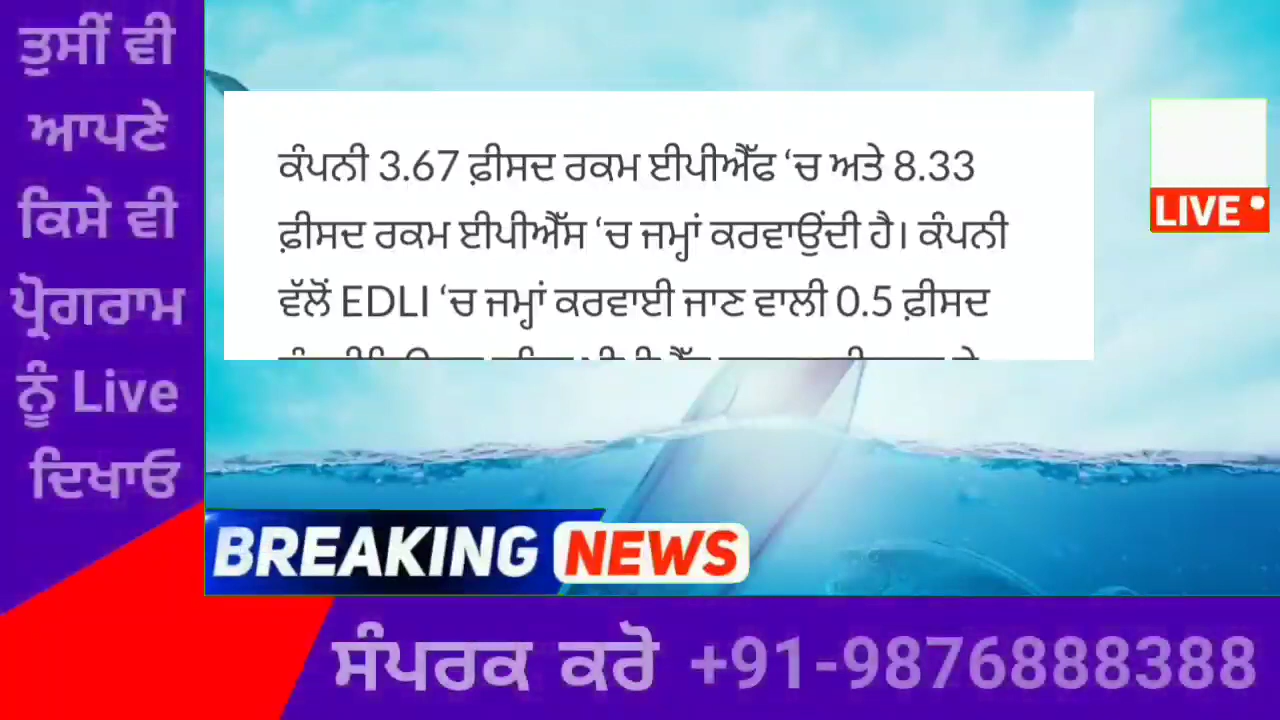 ਤੁਸੀਂ ਵੀ
ਆਪਣੇ
ਕਿਸੇ ਵੀ
ਪ੍ਰੋਗਰਾਮ
ਨੂੰ Live
ਦਿਖਾਓ
ਕੰਪਨੀ 3.67 ਫ਼ੀਸਦ ਰਕਮ ਈਪੀਐੱਫ ‘ਚ ਅਤੇ 8.33
ਫ਼ੀਸਦ ਰਕਮ ਈਪੀਐੱਸ ‘ਚ ਜਮ੍ਹਾਂ ਕਰਵਾਉਂਦੀ ਹੈ। ਕੰਪਨੀ
ਵੱਲੋਂ EDLI ‘ਚ ਜਮ੍ਹਾਂ ਕਰਵਾਈ ਜਾਣ ਵਾਲੀ 0.5 ਫ਼ੀਸਦ
LIVE
BREAKING NEWS
ਸੰਪਰਕ ਕਰੋ +91-9876888388